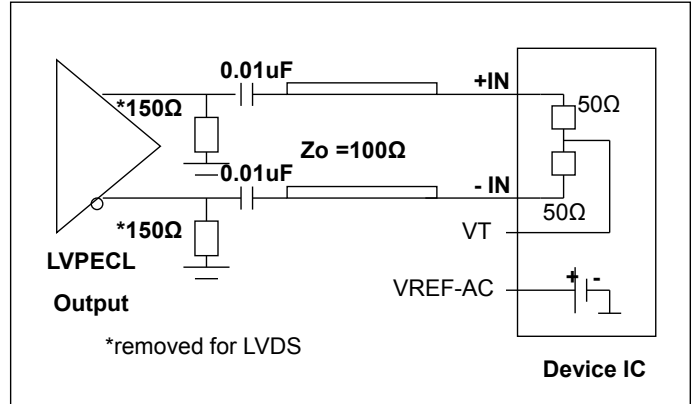 0.01uF
+IN
*150Ω
50Ω
Zo =100Ω
0.01uF
- IN
50Ω
*150Ω
VT
LVPECL
Output
VREF-AC
+ -
*removed for LVDS
Device IC